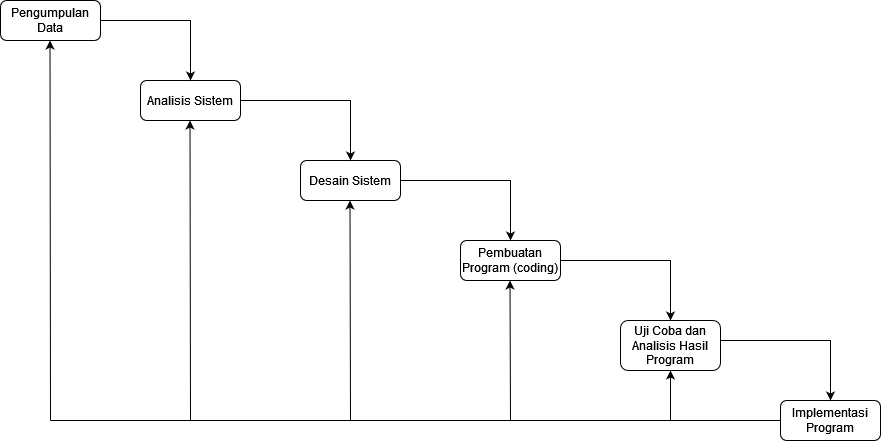 Pengumpulan
Data
Analisis Sistem
Desain Sistem
Pembuatan
Program (coding)
Uji Coba dan
Analisis Hasil
Program
Implementasi
Program